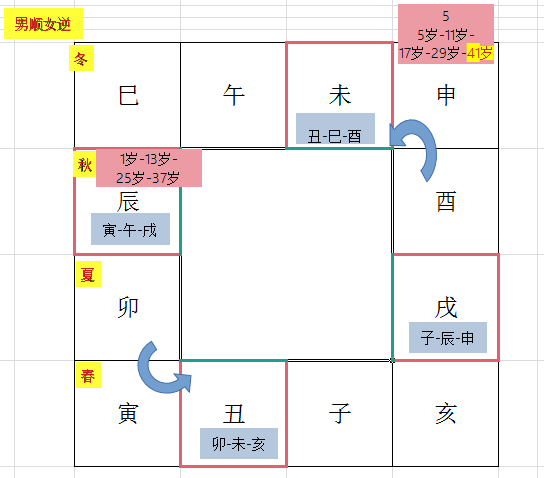 男顺女逆
5
5岁-11岁-
17岁-29岁-41岁
冬
巳
午
未
申
丑-巳-酉
秋
1岁-13岁-
25岁-37岁
辰
酉
寅-午-戌
夏
卯
戌
子-辰-申
春
寅
丑
子
亥
卯-未-亥